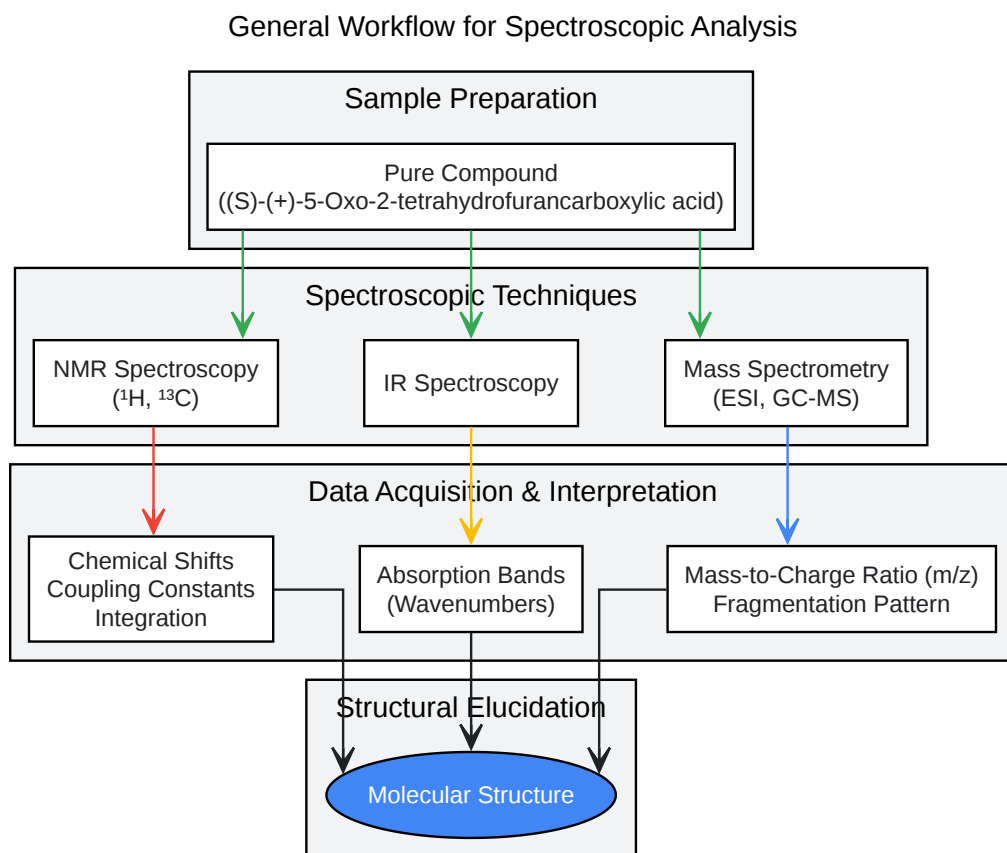 General Workflow for Spectroscopic Analysis
Sample Preparation
Pure Compound
((S)-(+)-5-Oxo-2-tetrahydrofurancarboxylic acid)
Spectroscopic Techniques
NMR Spectroscopy
(¹H, ¹³C)
IR Spectroscopy
Mass Spectrometry
(ESI, GC-MS)
Data Acquisition & Interpretation
Chemical Shifts
Coupling Constants
Integration
Absorption Bands
(Wavenumbers)
Mass-to-Charge Ratio (m/z)
Fragmentation Pattern
Structural Elucidation
Molecular Structure